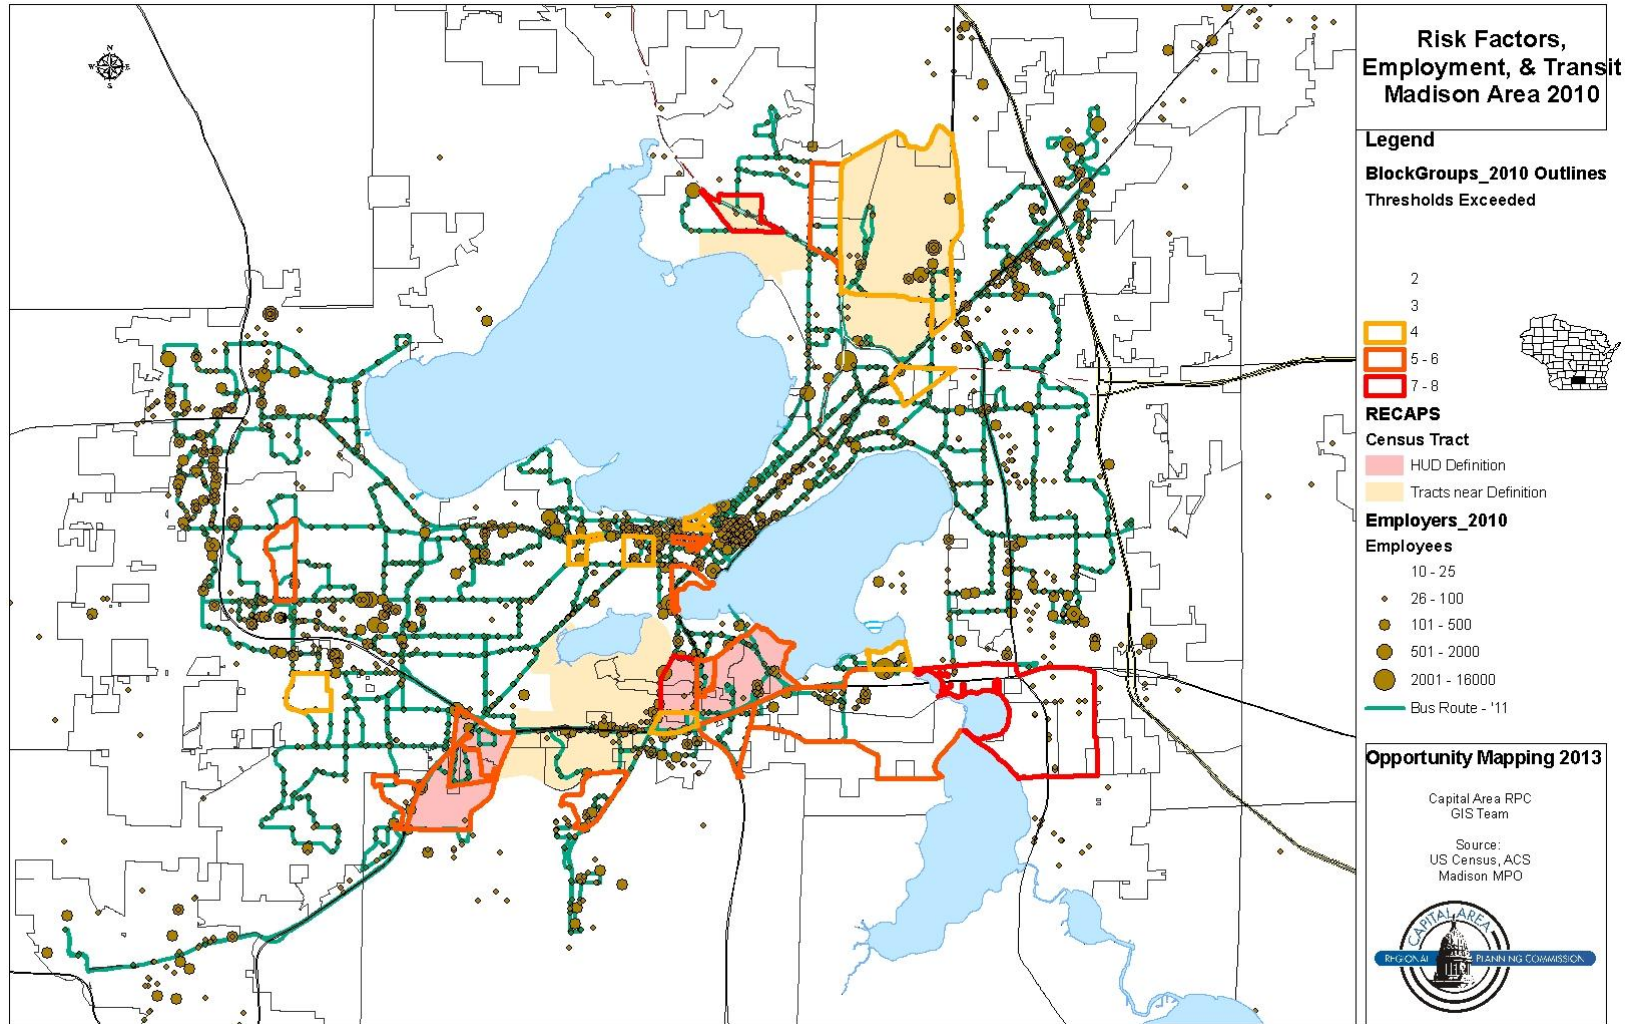 Risk Factors,
Employment, & Transit
Madison Area 2010
N
W
E
S
Legend
BlockGroups_2010 Outlines
Thresholds Exceeded
2
3
4
5 - 6
7 - 8
RECAPS
Census Tract
HUD Definition
Tracts near Definition
Employers_2010
Employees
10 - 25
26 - 100
101 - 500
501 - 2000
2001 - 16000
Bus Route - '11
Opportunity Mapping 2013
Capital Area RPC
GIS Team
Source:
US Census, ACS
Madison MPO
CAPITAL AREA
REGIONAL PLANNING COMMISSION